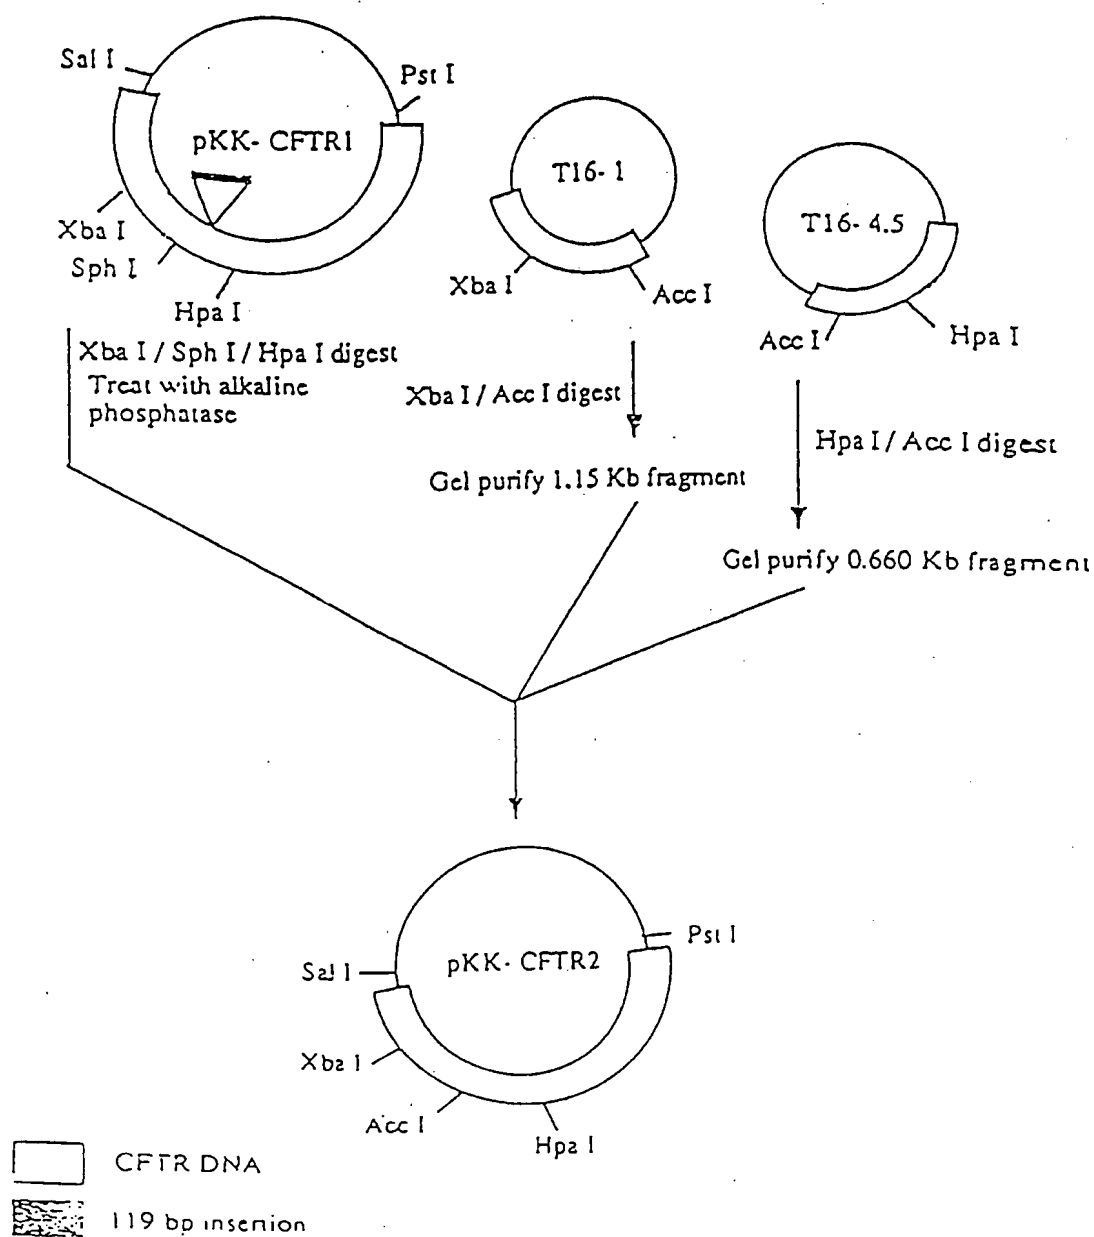 Sal I
Pst I
pKK- CFTR1
Xba I
Sph I
Hpa I
T16- 1
Xba I
Acc I
T16- 4.5
Acc I
Hpa I
Xba I / Sph I / Hpa I digest
Treat with alkaline
phosphatase
Xba I / Acc I digest
Gel purify 1.15 Kb fragment
Hpa I / Acc I digest
Gel purify 0.660 Kb fragment
Sal I
Pst I
pKK- CFTR2
Xba I
Acc I
Hpa I
CFTR DNA
119 bp insertion